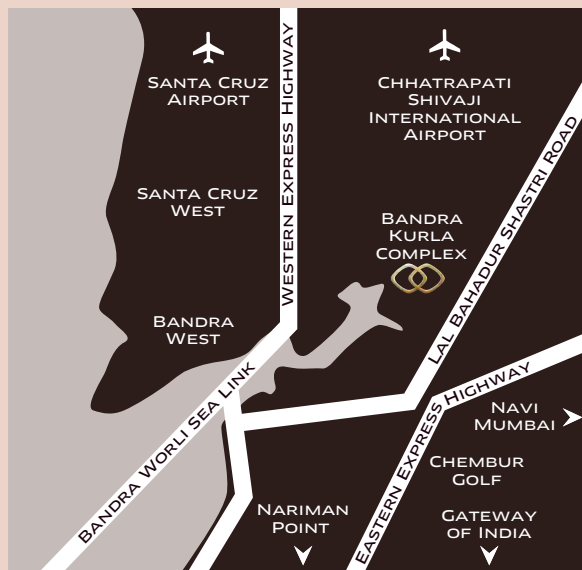 SANTA CRUZ
AIRPORT
WESTERN EXPRESS HIGHWAY
CHHATRAPATI
SHIVAJI
INTERNATIONAL
AIRPORT
LAL BAHADUR SHASTRI ROAD
SANTA CRUZ
WEST
BANDRA
KURLA
COMPLEX
BANDRA
WEST
BANDRA WORLI SEA LINK
EASTERN EXPRESS HIGHWAY
NAVI
MUMBAI
CHEMBUR
GOLF
NARIMAN
POINT
GATEWAY
OF INDIA